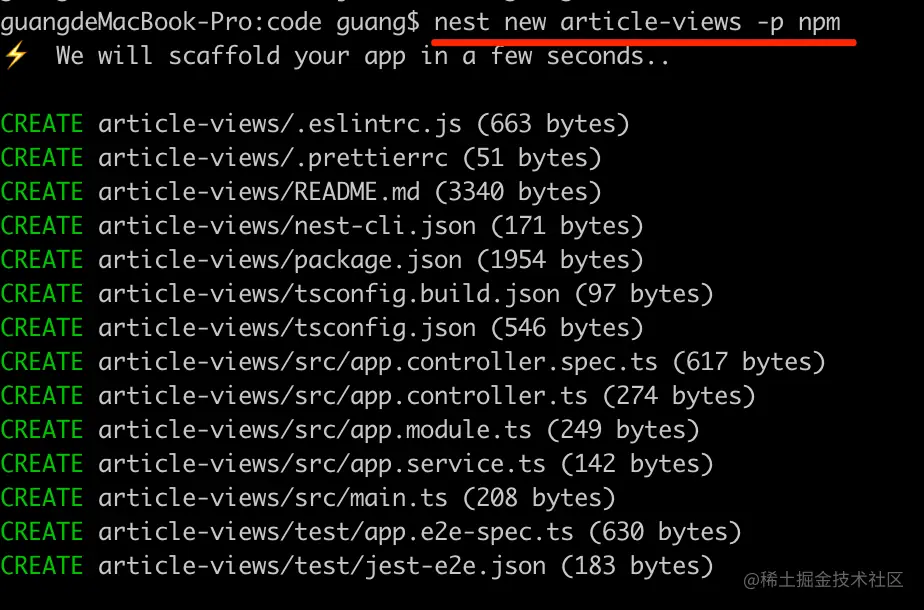 guangdeMacBook-Pro:code guang$ nest new article-views -p npm
⚡ We will scaffold your app in a few seconds..
CREATE article-views/.eslintrc.js (663 bytes)
CREATE article-views/.prettierrc (51 bytes)
CREATE article-views/README.md (3340 bytes)
CREATE article-views/nest-cli.json (171 bytes)
CREATE article-views/package.json (1954 bytes)
CREATE article-views/tsconfig.build.json (97 bytes)
CREATE article-views/tsconfig.json (546 bytes)
CREATE article-views/src/app.controller.spec.ts (617 bytes)
CREATE article-views/src/app.controller.ts (274 bytes)
CREATE article-views/src/app.module.ts (249 bytes)
CREATE article-views/src/app.service.ts (142 bytes)
CREATE article-views/src/main.ts (208 bytes)
CREATE article-views/test/app.e2e-spec.ts (630 bytes)
CREATE article-views/test/jest-e2e.json (183 bytes)
@稀土掘金技术社区